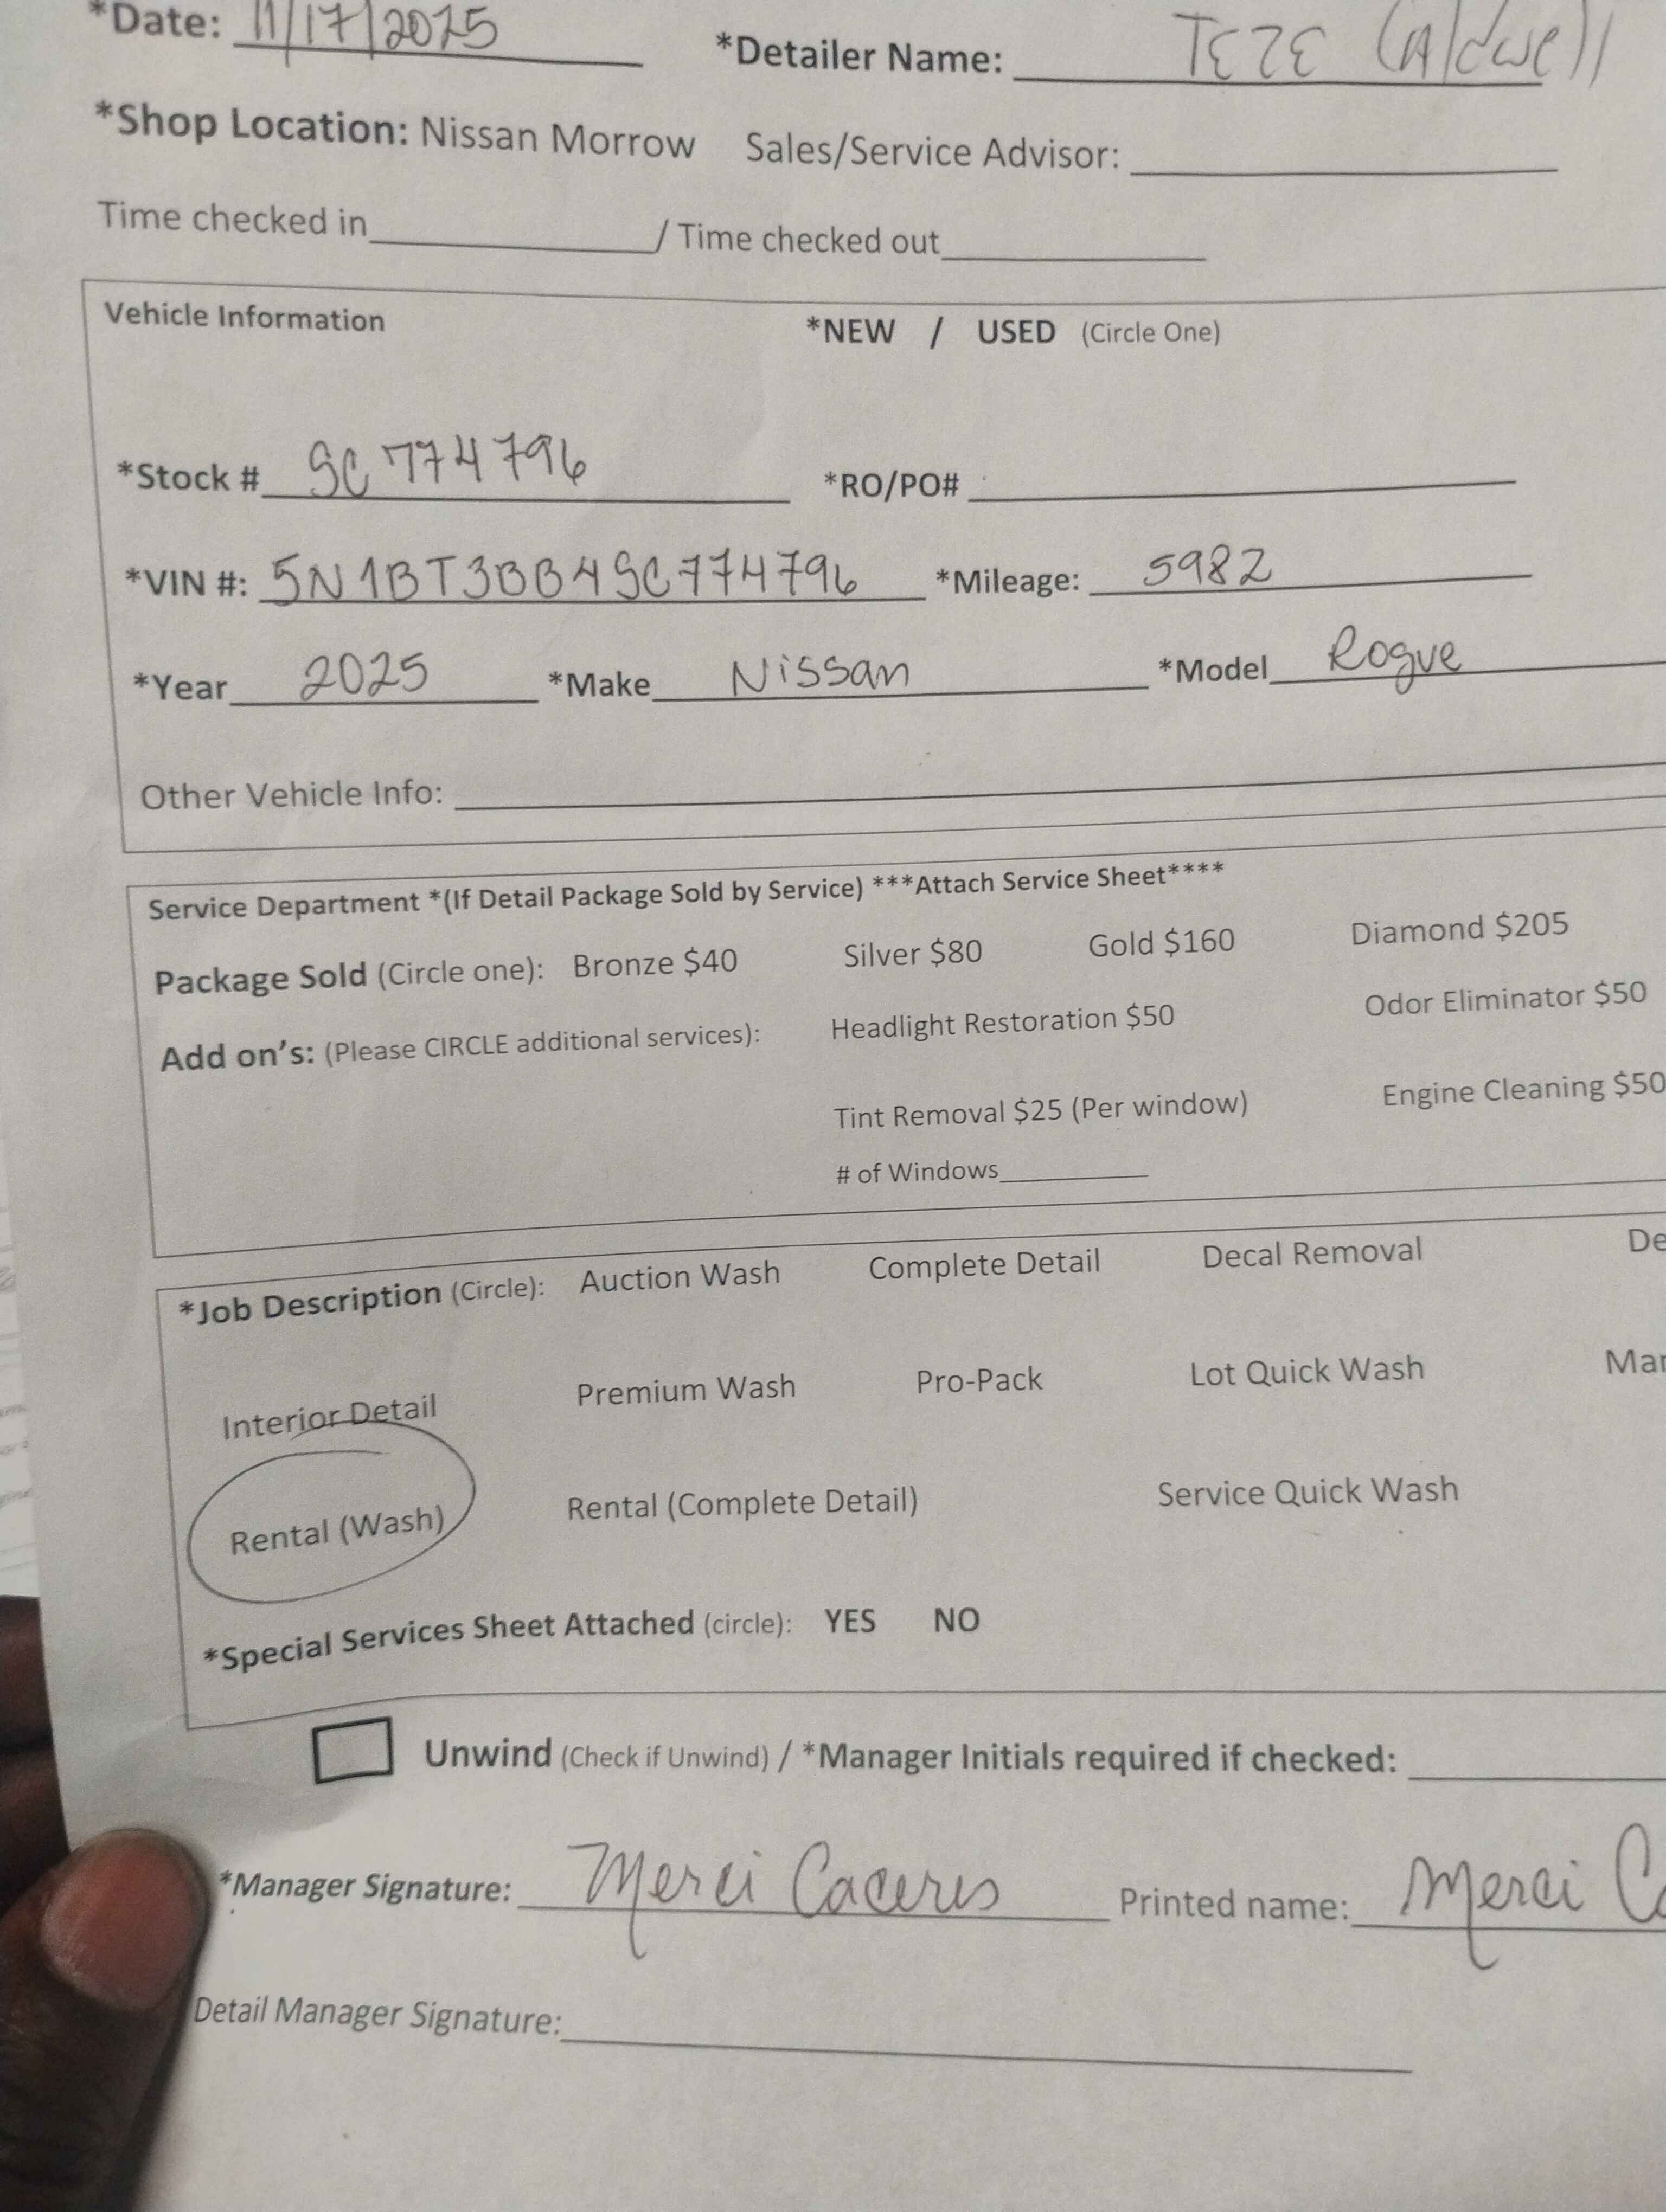 *Date: 11/17/2025 *Detailer Name: TEZE Caldwell
*Shop Location: Nissan Morrow Sales/Service Advisor:
Time checked in / Time checked out
Vehicle Information *NEW / USED (Circle One)
*Stock # SC774796 *RO/PO#
*VIN #: 5N1BT3BB4SC774796 *Mileage: 5982
*Year 2025 *Make Nissan *Model Rogue
Other Vehicle Info:
Service Department *(If Detail Package Sold by Service) ***Attach Service Sheet****
Package Sold (Circle one): Bronze $40 Silver $80 Gold $160 Diamond $205
Add on's: (Please CIRCLE additional services): Headlight Restoration $50 Odor Eliminator $50
Tint Removal $25 (Per window) Engine Cleaning $50
# of Windows
*Job Description (Circle): Auction Wash Complete Detail Decal Removal De
Interior Detail Premium Wash Pro-Pack Lot Quick Wash Mar
Rental (Wash) Rental (Complete Detail) Service Quick Wash
*Special Services Sheet Attached (circle): YES NO
Unwind (Check if Unwind) / *Manager Initials required if checked:
*Manager Signature: Merci Caceres Printed name: Merci C
Detail Manager Signature: